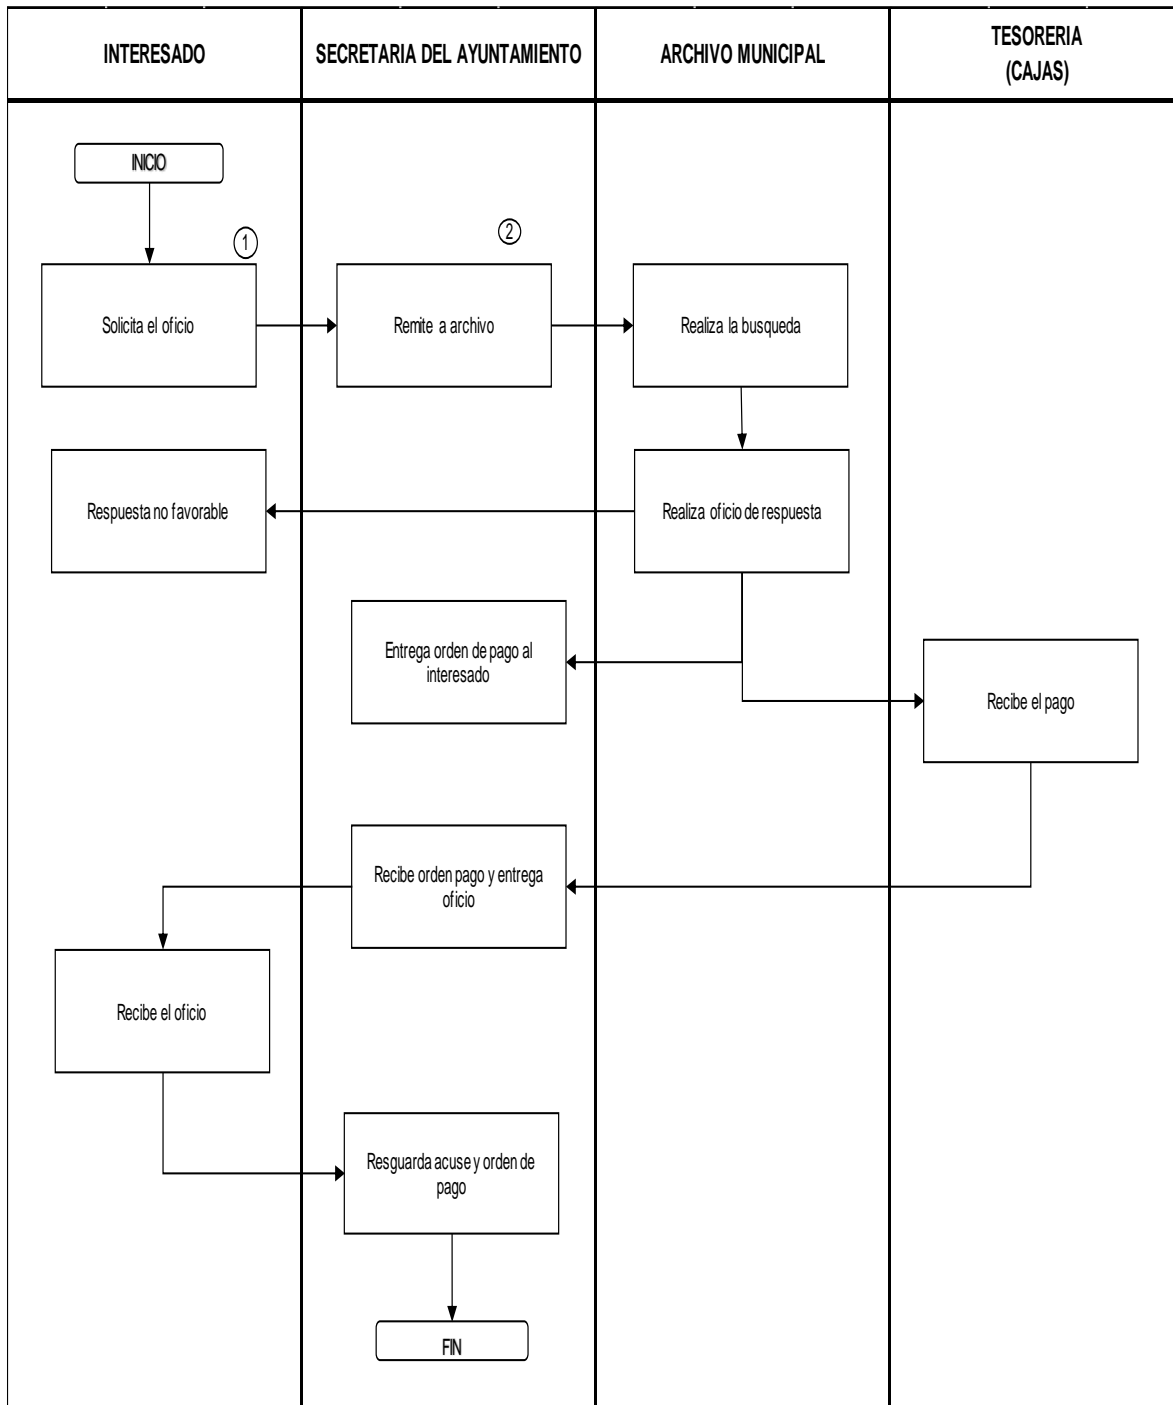 INTERESADO
SECRETARIA DEL AYUNTAMIENTO
ARCHIVO MUNICIPAL
TESORERIA
(CAJAS)
INICIO
1
2
Solicita el oficio
Remite a archivo
Realiza la busqueda
Respuesta no favorable
Realiza oficio de respuesta
Entrega orden de pago al
interesado
Recibe el pago
Recibe orden pago y entrega
oficio
Recibe el oficio
Resguarda acuse y orden de
pago
FIN